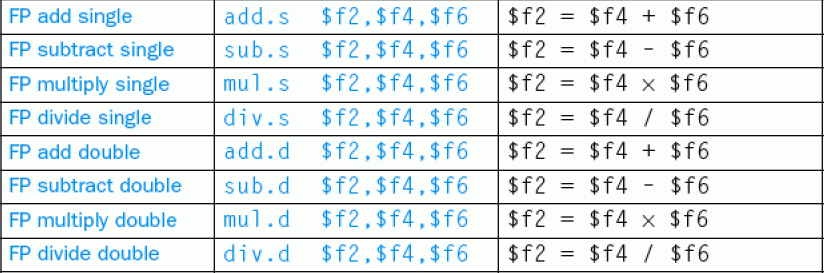 FP add single add.s $f2,$f4,$f6 $f2 = $f4 + $f6
FP subtract single sub.s $f2,$f4,$f6 $f2 = $f4 - $f6
FP multiply single mul.s $f2,$f4,$f6 $f2 = $f4 × $f6
FP divide single div.s $f2,$f4,$f6 $f2 = $f4 / $f6
FP add double add.d $f2,$f4,$f6 $f2 = $f4 + $f6
FP subtract double sub.d $f2,$f4,$f6 $f2 = $f4 - $f6
FP multiply double mul.d $f2,$f4,$f6 $f2 = $f4 × $f6
FP divide double div.d $f2,$f4,$f6 $f2 = $f4 / $f6